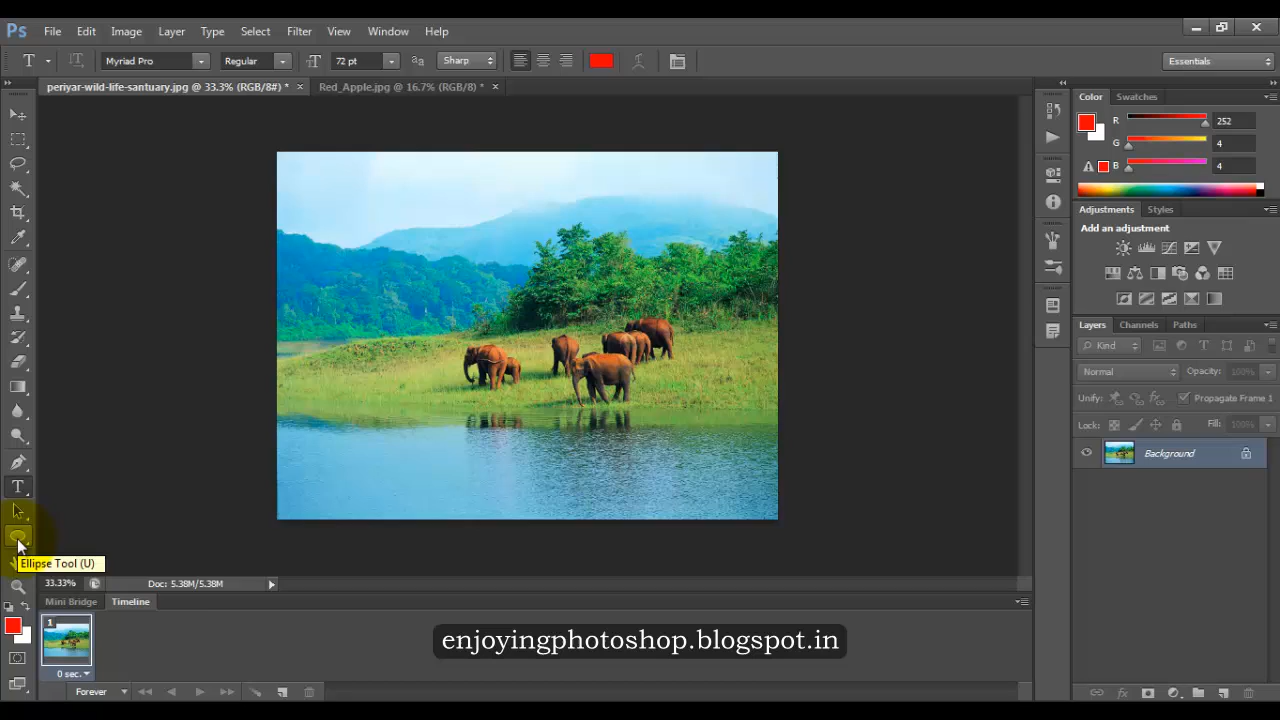 Ps File Edit Image Layer Type Select Filter View Window Help
T Myriad Pro Regular 72 pt Sharp Essentials
periyar-wild-life-santuary.jpg @ 33.3% (RGB/8#) * × Red_Apple.jpg @ 16.7% (RGB/8) * ×
Color Swatches
R 252
G 4
B 4
Adjustments Styles
Add an adjustment
Layers Channels Paths
Kind
Normal Opacity: 100%
Unify: Propagate Frame 1
Lock: Fill: 100%
Background
Ellipse Tool (U)
33.33% Doc: 5.38M/5.38M
Mini Bridge Timeline
1
0 sec.
enjoyingphotoshop.blogspot.in
Forever